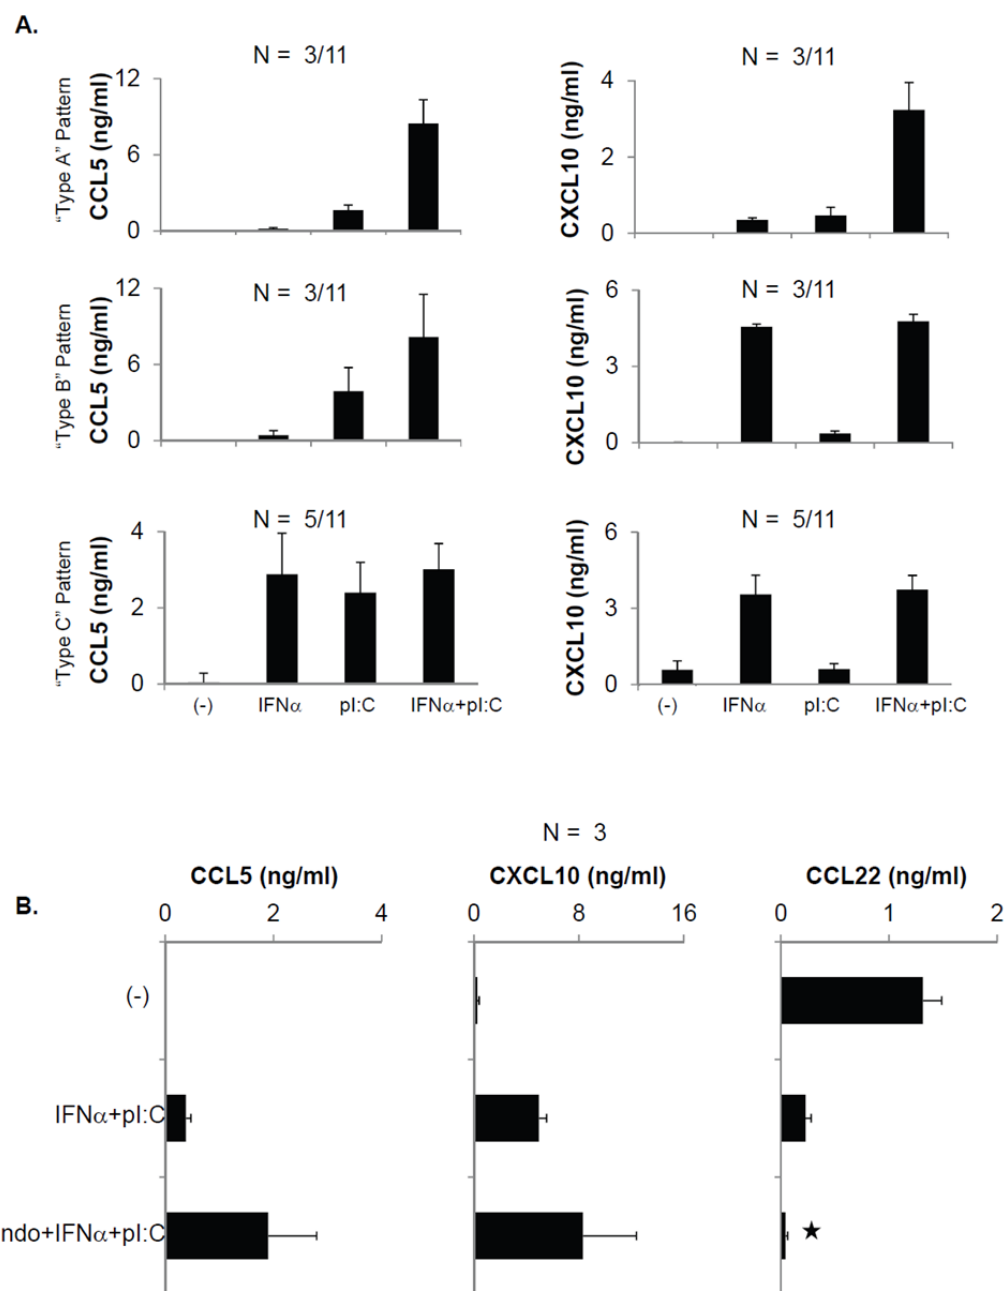 A.
N = 3/11
N = 3/11
"Type A" Pattern
CCL5 (ng/ml)
12
6
0
CXCL10 (ng/ml)
4
2
0
N = 3/11
N = 3/11
"Type B" Pattern
CCL5 (ng/ml)
12
6
0
CXCL10 (ng/ml)
6
3
0
N = 5/11
N = 5/11
"Type C" Pattern
CCL5 (ng/ml)
4
2
0
CXCL10 (ng/ml)
6
3
0
(-) IFNα pI:C IFNα+pI:C
(-) IFNα pI:C IFNα+pI:C
N = 3
B.
CCL5 (ng/ml) CXCL10 (ng/ml) CCL22 (ng/ml)
0 2 4 0 8 16 0 1 2
(-)
IFNα+pI:C
ndo+IFNα+pI:C
★